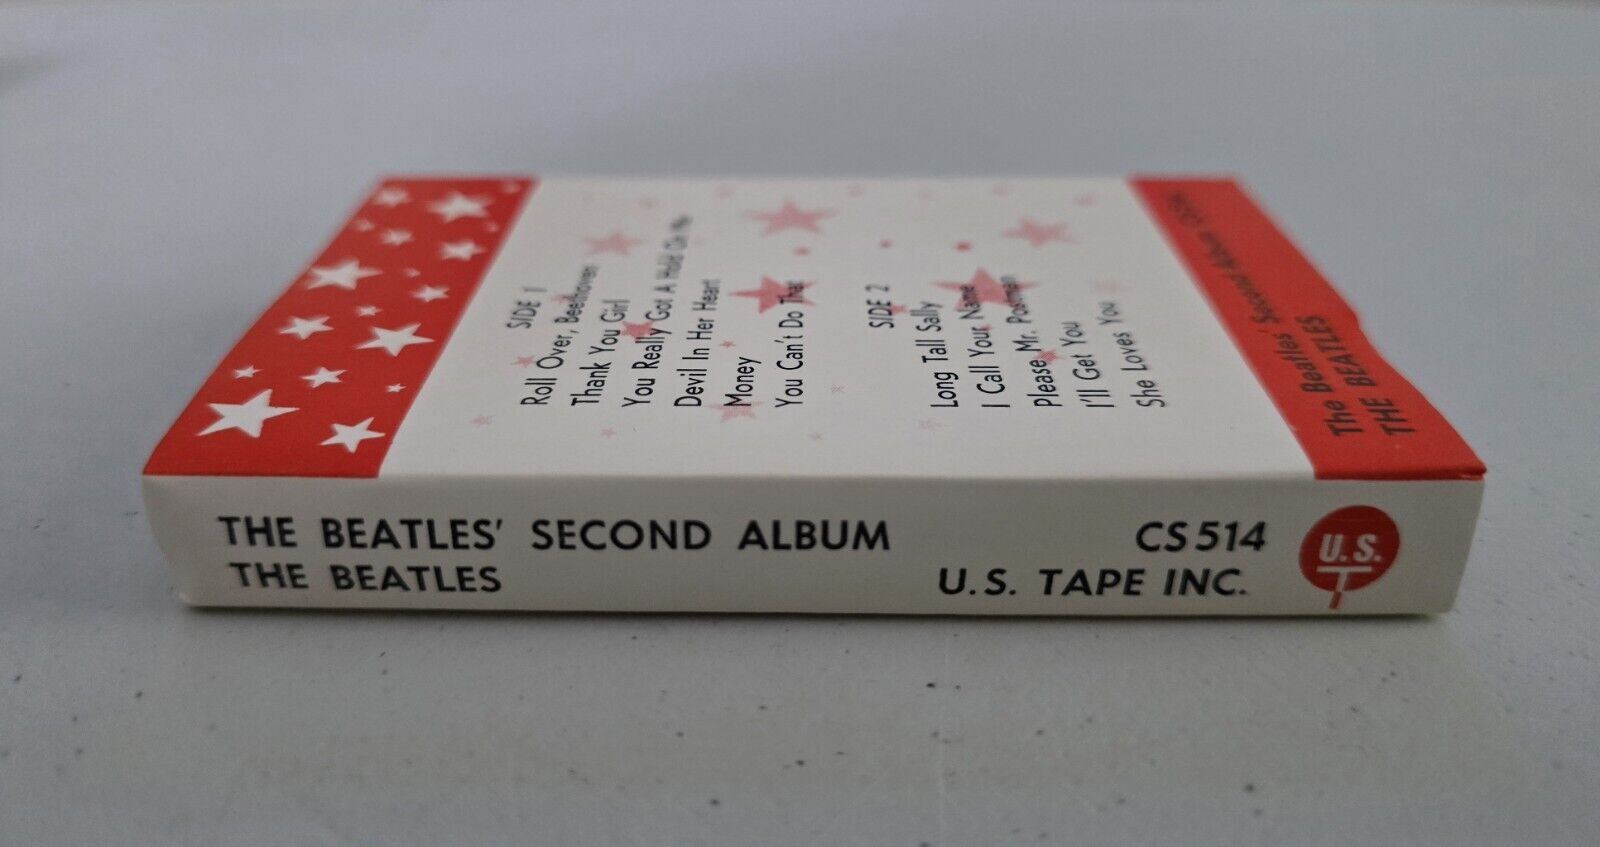 SIDE 1
Roll Over, Beethoven
Thank You Girl
You Really Got A Hold On Me
Devil In Her Heart
Money
You Can't Do That
SIDE 2
Long Tall Sally
I Call Your Name
Please Mr. Postman
I'll Get You
She Loves You
The Beatles' Second Album
THE BEATLES
THE BEATLES' SECOND ALBUM
THE BEATLES
CS 514
U.S. TAPE INC.
U.S.
T